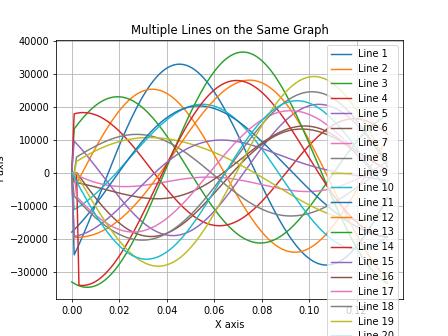 Multiple Lines on the Same Graph
40000
30000
20000
10000
0
−10000
−20000
−30000
0.00
0.02
0.04
0.06
0.08
0.10
X axis
Line 1
Line 2
Line 3
Line 4
Line 5
Line 6
Line 7
Line 8
Line 9
Line 10
Line 11
Line 12
Line 13
Line 14
Line 15
Line 16
Line 17
Line 18
Line 19
Line 20